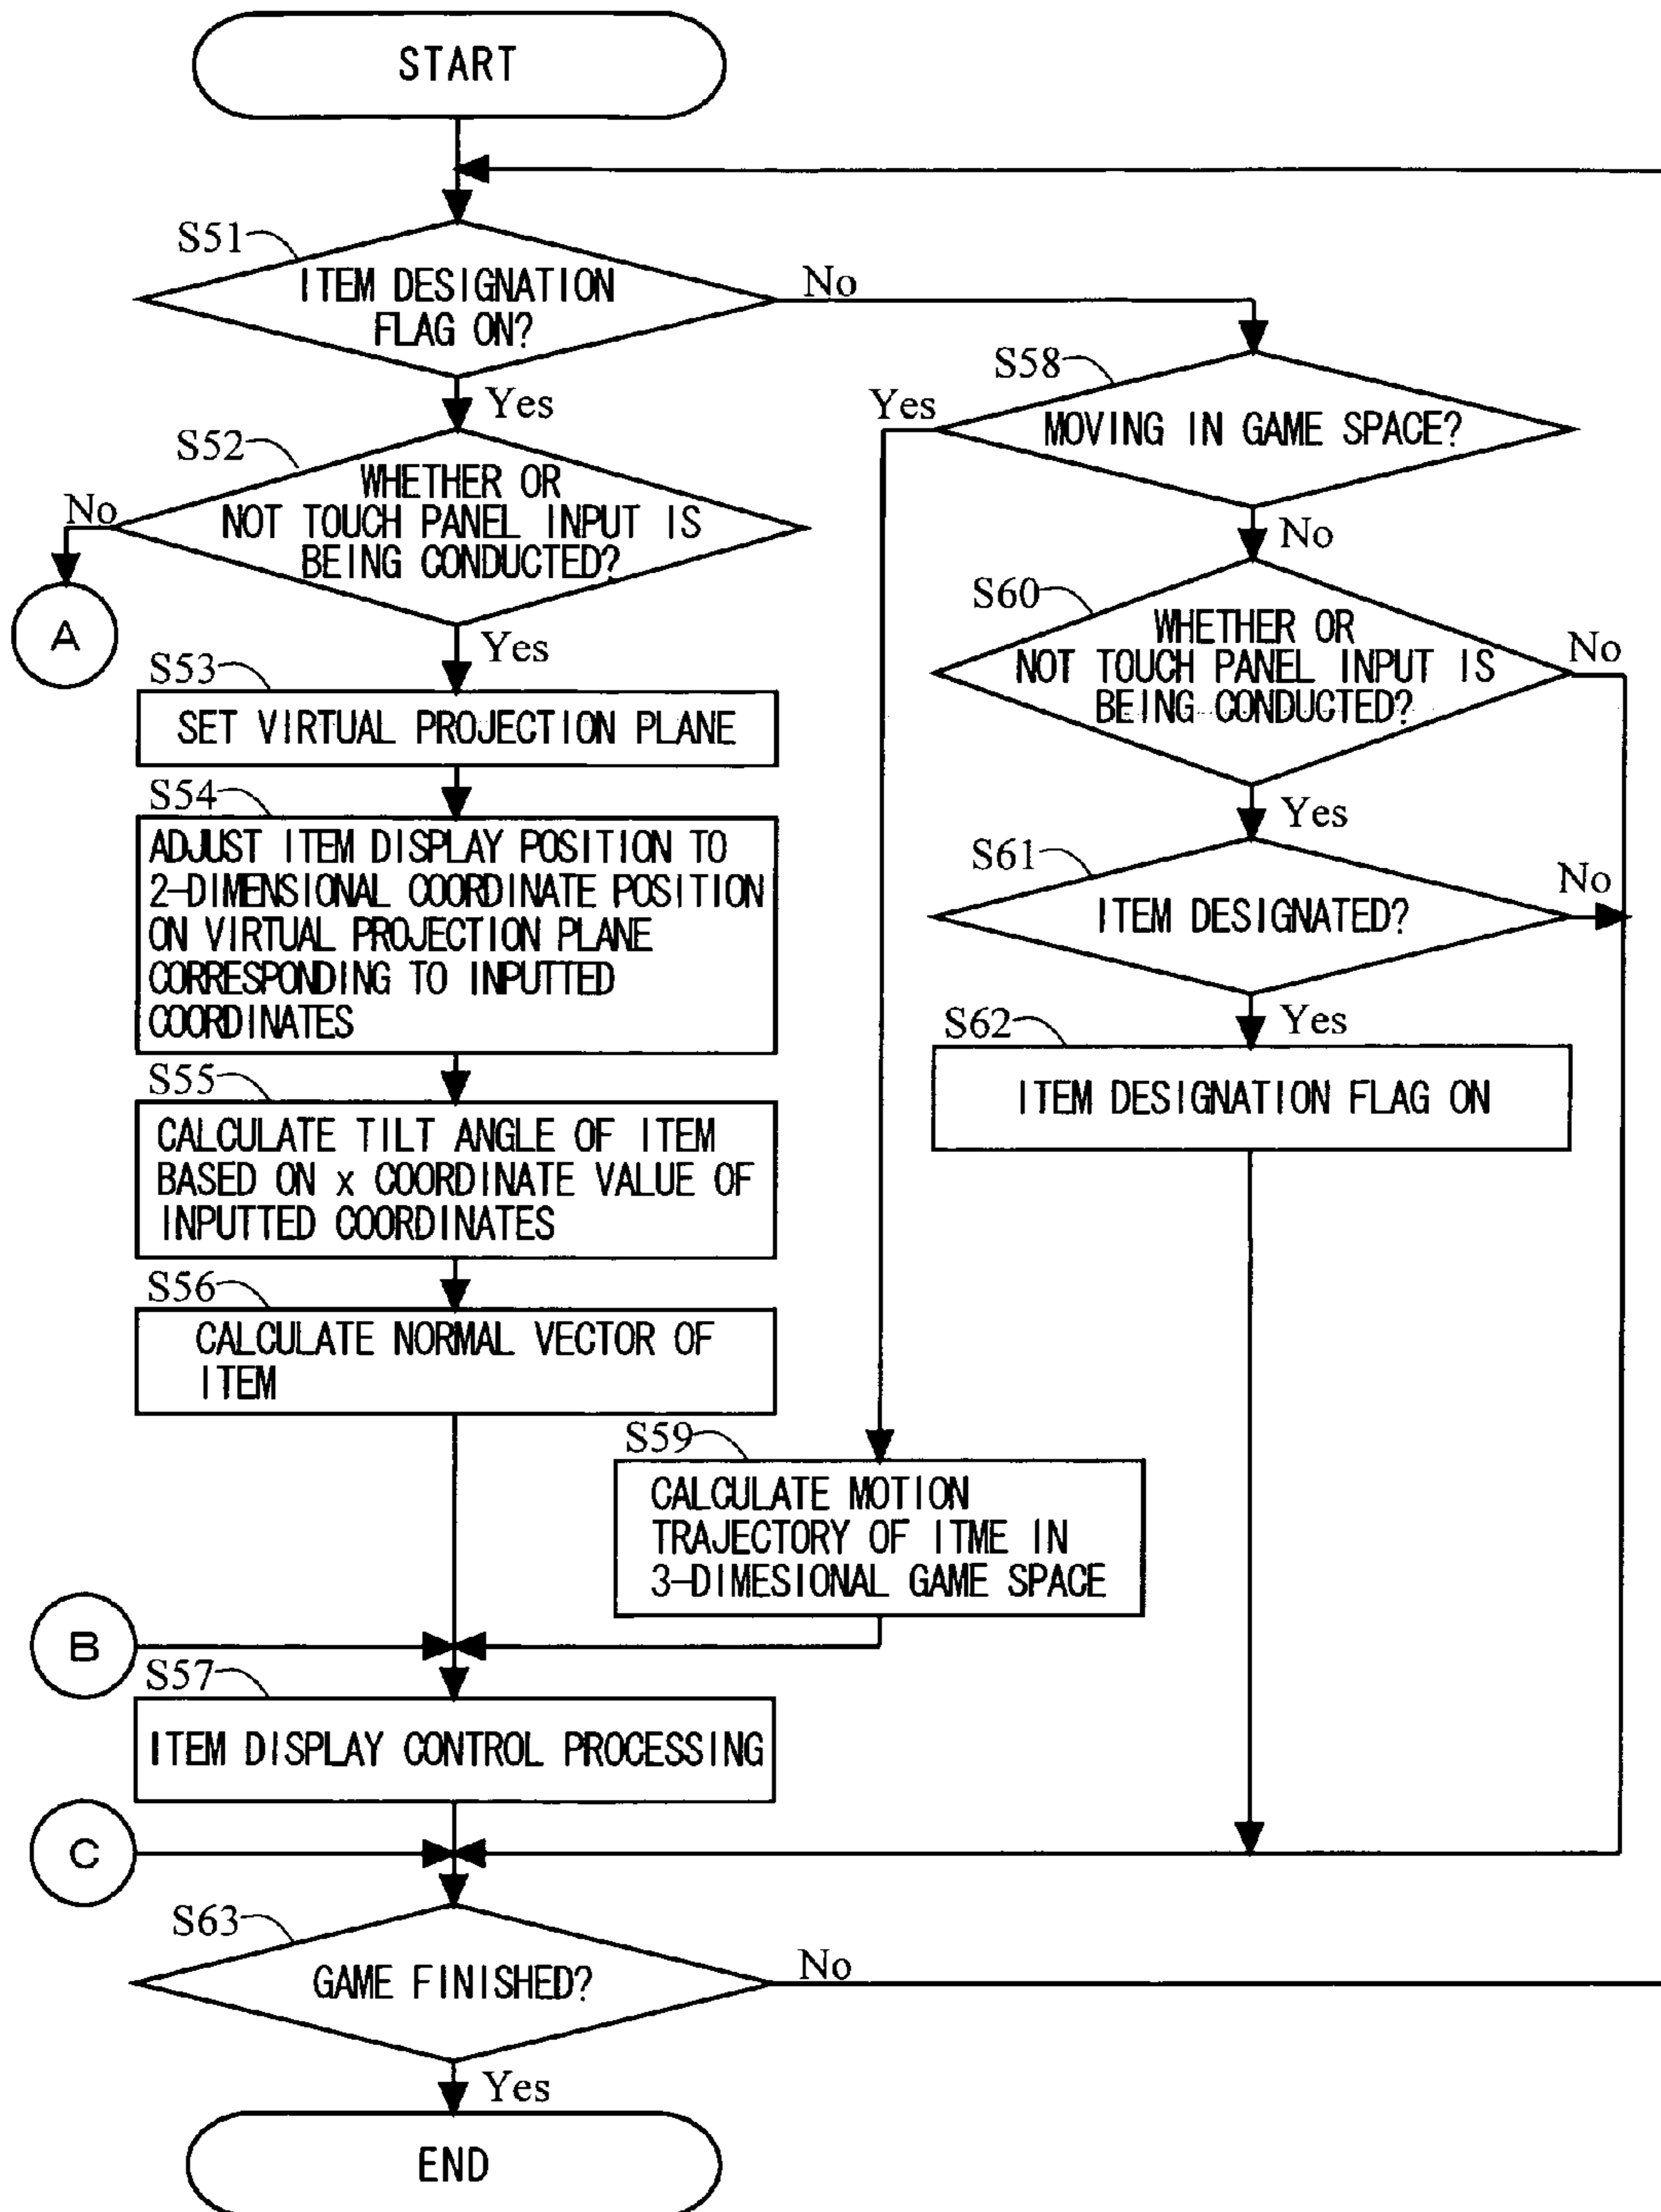 START
S51
ITEM DESIGNATION
FLAG ON?
No
Yes
S58
MOVING IN GAME SPACE?
Yes
No
S52
WHETHER OR
NOT TOUCH PANEL INPUT IS
BEING CONDUCTED?
No
A
Yes
S60
WHETHER OR
NOT TOUCH PANEL INPUT IS
BEING CONDUCTED?
No
Yes
S53
SET VIRTUAL PROJECTION PLANE
S54
ADJUST ITEM DISPLAY POSITION TO
2-DIMENSIONAL COORDINATE POSITION
ON VIRTUAL PROJECTION PLANE
CORRESPONDING TO INPUTTED
COORDINATES
S61
ITEM DESIGNATED?
No
Yes
S62
ITEM DESIGNATION FLAG ON
S55
CALCULATE TILT ANGLE OF ITEM
BASED ON x COORDINATE VALUE OF
INPUTTED COORDINATES
S56
CALCULATE NORMAL VECTOR OF
ITEM
S59
CALCULATE MOTION
TRAJECTORY OF ITME IN
3-DIMESIONAL GAME SPACE
B
S57
ITEM DISPLAY CONTROL PROCESSING
C
S63
GAME FINISHED?
No
Yes
END